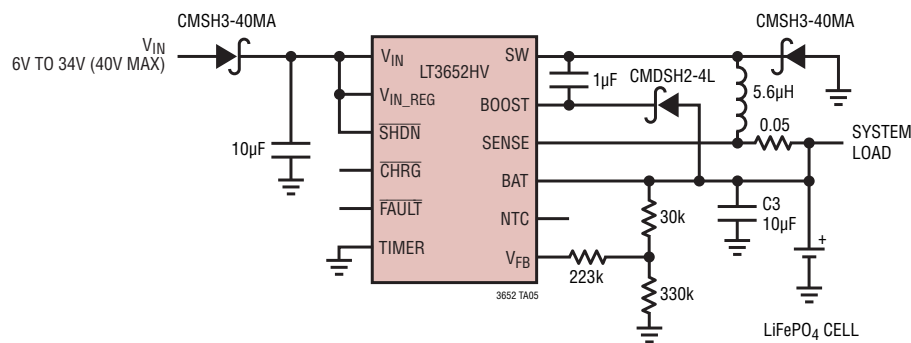 CMSH3-40MA
V_IN
6V TO 34V (40V MAX)
10µF
LT3652HV
V_IN
V_IN_REG
SHDN
CHRG
FAULT
TIMER
SW
BOOST
SENSE
BAT
NTC
V_FB
3652 TA05
1µF
CMDSH2-4L
CMSH3-40MA
5.6µH
0.05
SYSTEM
LOAD
30k
223k
330k
C3
10µF
+
LiFePO4 CELL